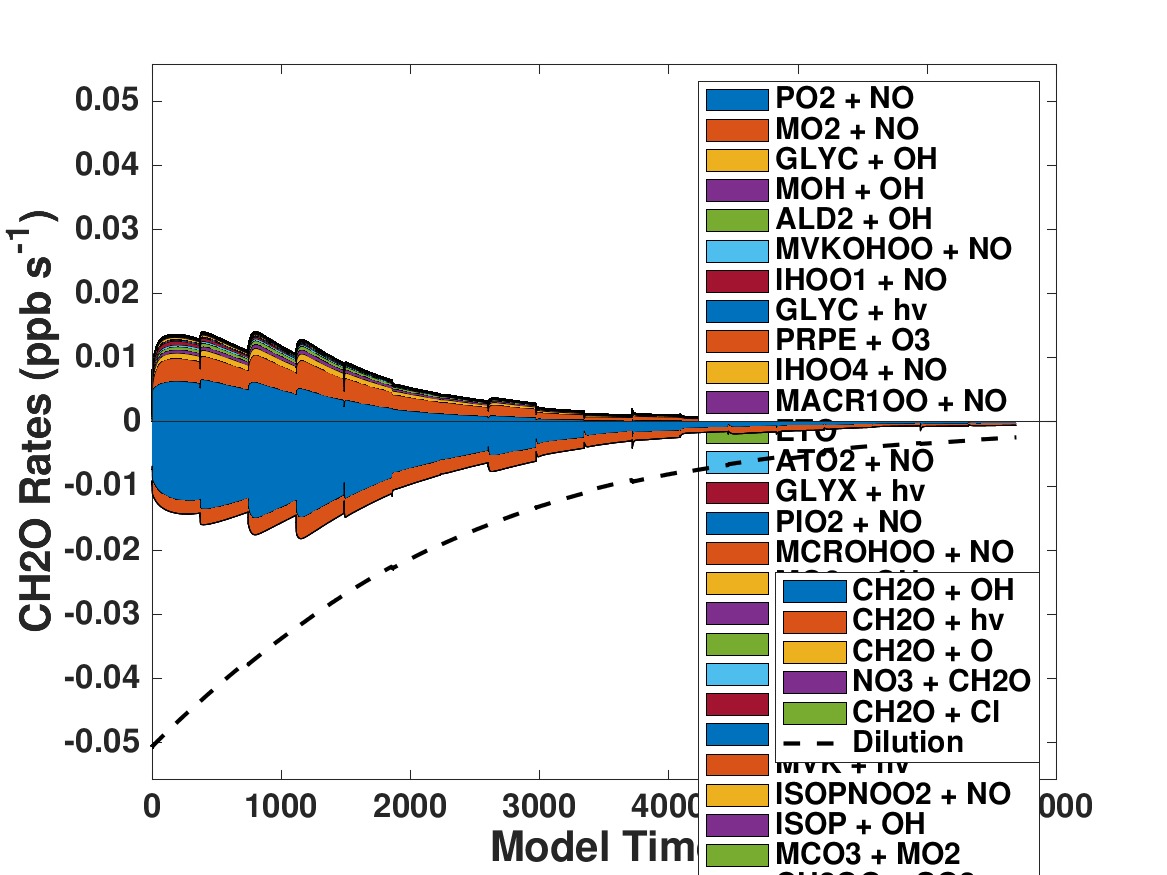 0.05
0.04
0.03
0.02
0.01
0
-0.01
-0.02
-0.03
-0.04
-0.05
CH2O Rates (ppb s-1)
0
1000
2000
3000
Model
PO2 + NO
MO2 + NO
GLYC + OH
MOH + OH
ALD2 + OH
MVKOHOO + NO
IHOO1 + NO
GLYC + hv
PRPE + O3
IHOO4 + NO
MACR1OO + NO
ETO
ATO2 + NO
GLYX + hv
PIO2 + NO
MCROHOO + NO
MVK + hv
ISOPNOO2 + NO
ISOP + OH
MCO3 + MO2
CH2O + OH
CH2O + hv
CH2O + O
NO3 + CH2O
CH2O + Cl
Dilution